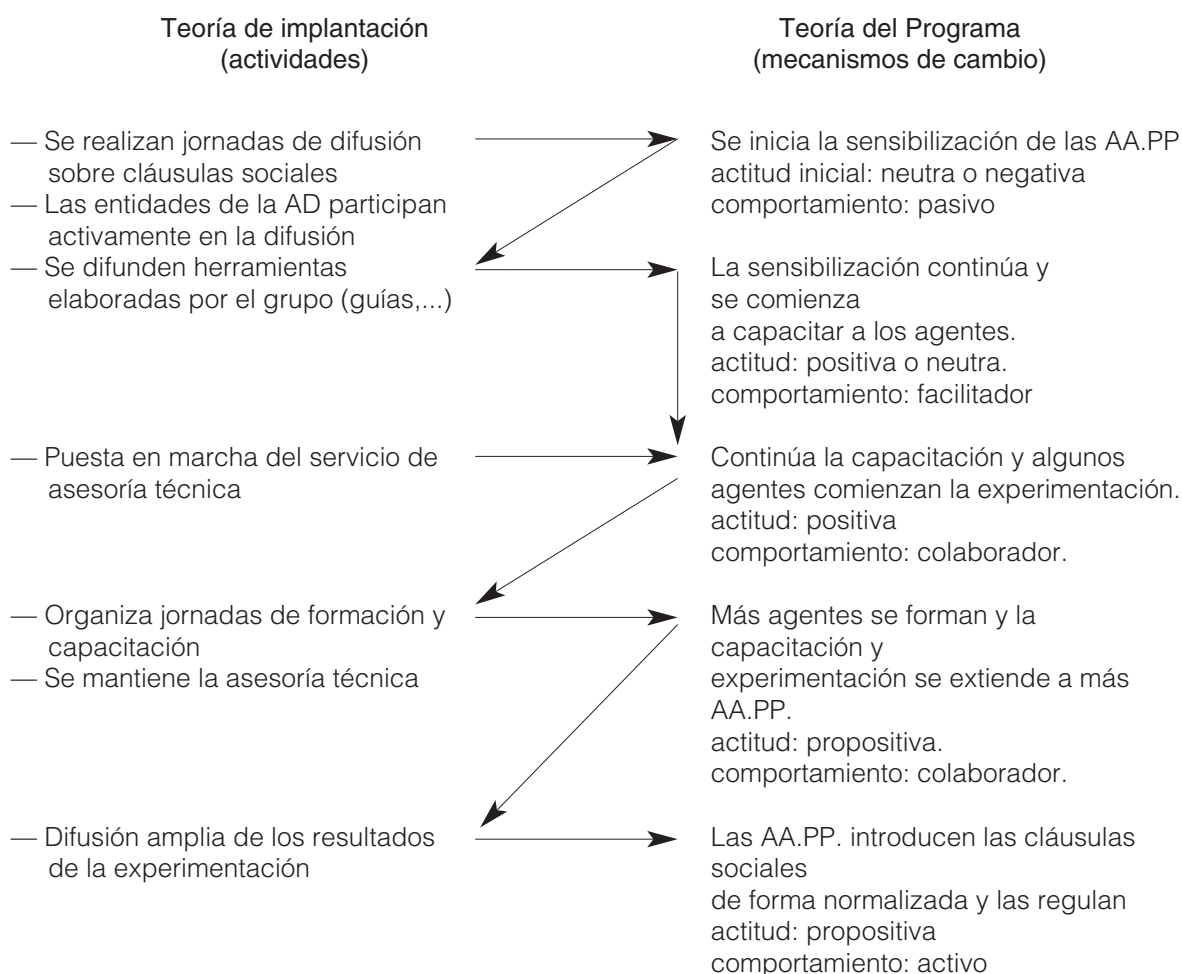 Teoría de implantación
(actividades)
Teoría del Programa
(mecanismos de cambio)
— Se realizan jornadas de difusión
sobre cláusulas sociales
— Las entidades de la AD participan
activamente en la difusión
— Se difunden herramientas
elaboradas por el grupo (guías,...)
Se inicia la sensibilización de las AA.PP
actitud inicial: neutra o negativa
comportamiento: pasivo
La sensibilización continúa y
se comienza
a capacitar a los agentes.
actitud: positiva o neutra.
comportamiento: facilitador
— Puesta en marcha del servicio de
asesoría técnica
Continúa la capacitación y algunos
agentes comienzan la experimentación.
actitud: positiva
comportamiento: colaborador.
— Organiza jornadas de formación y
capacitación
— Se mantiene la asesoría técnica
Más agentes se forman y la
capacitación y
experimentación se extiende a más
AA.PP.
actitud: propositiva.
comportamiento: colaborador.
— Difusión amplia de los resultados
de la experimentación
Las AA.PP. introducen las cláusulas
sociales
de forma normalizada y las regulan
actitud: propositiva
comportamiento: activo